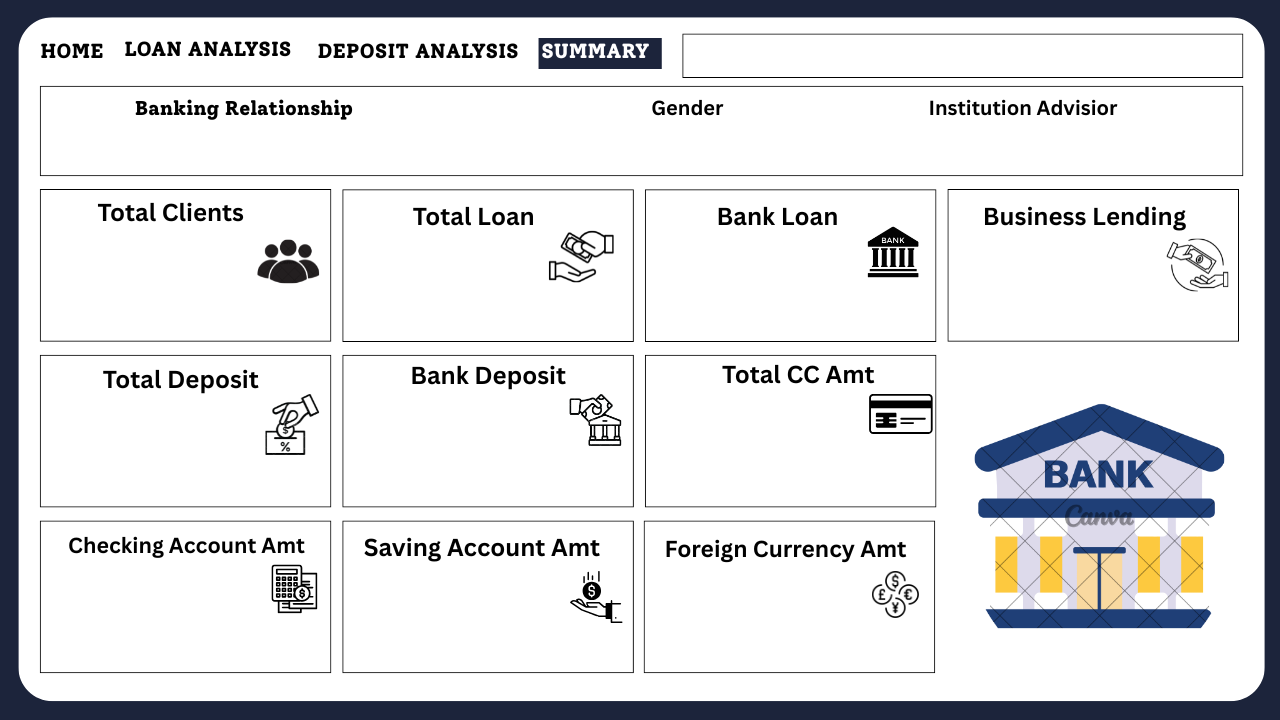 HOME LOAN ANALYSIS DEPOSIT ANALYSIS SUMMARY
Banking Relationship Gender Institution Advisior
Total Clients Total Loan Bank Loan Business Lending
BANK
$
Total Deposit Bank Deposit Total CC Amt
$
%
BANK
Canva
Checking Account Amt Saving Account Amt Foreign Currency Amt
$ $ $
£ €
¥